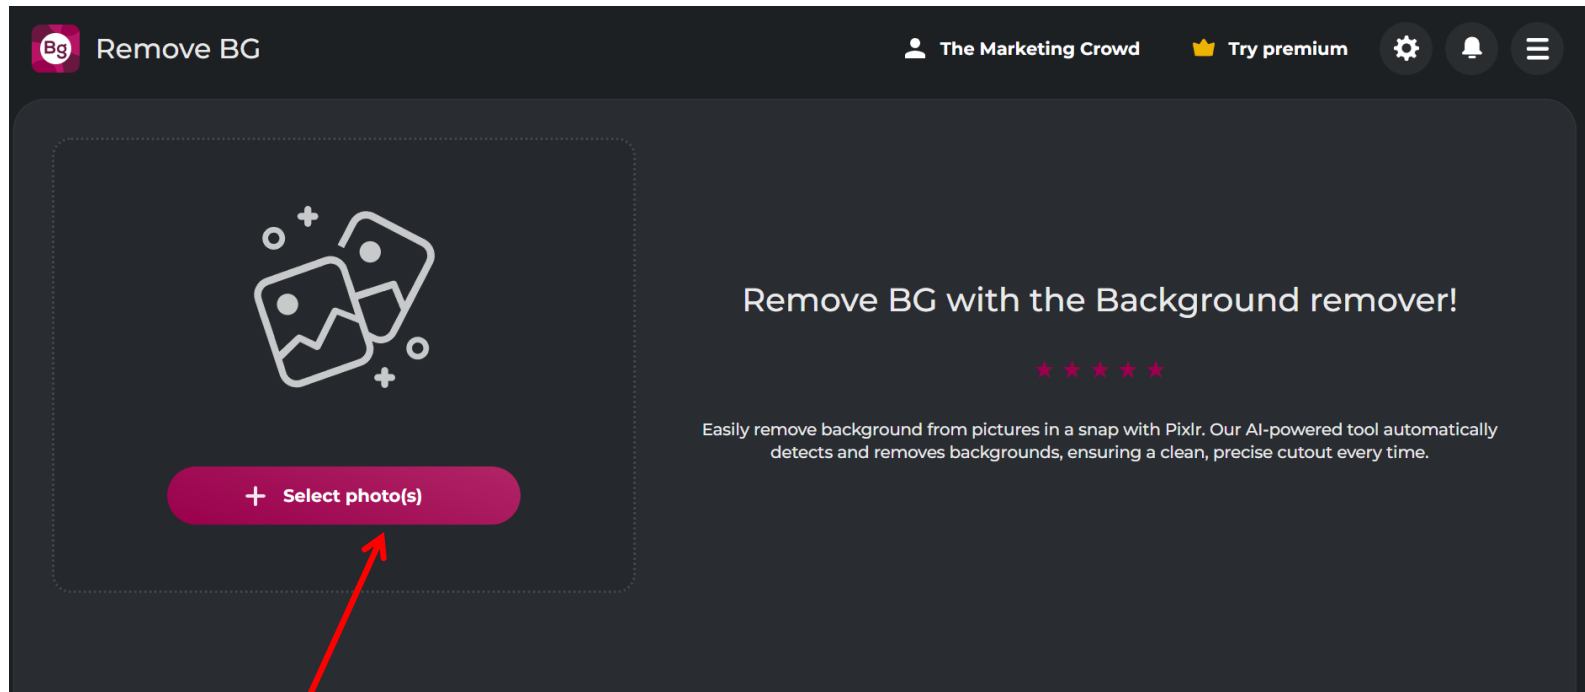 Bg Remove BG
The Marketing Crowd
Try premium
Select photo(s)
Remove BG with the Background remover!
Easily remove background from pictures in a snap with Pixlr. Our AI-powered tool automatically
detects and removes backgrounds, ensuring a clean, precise cutout every time.